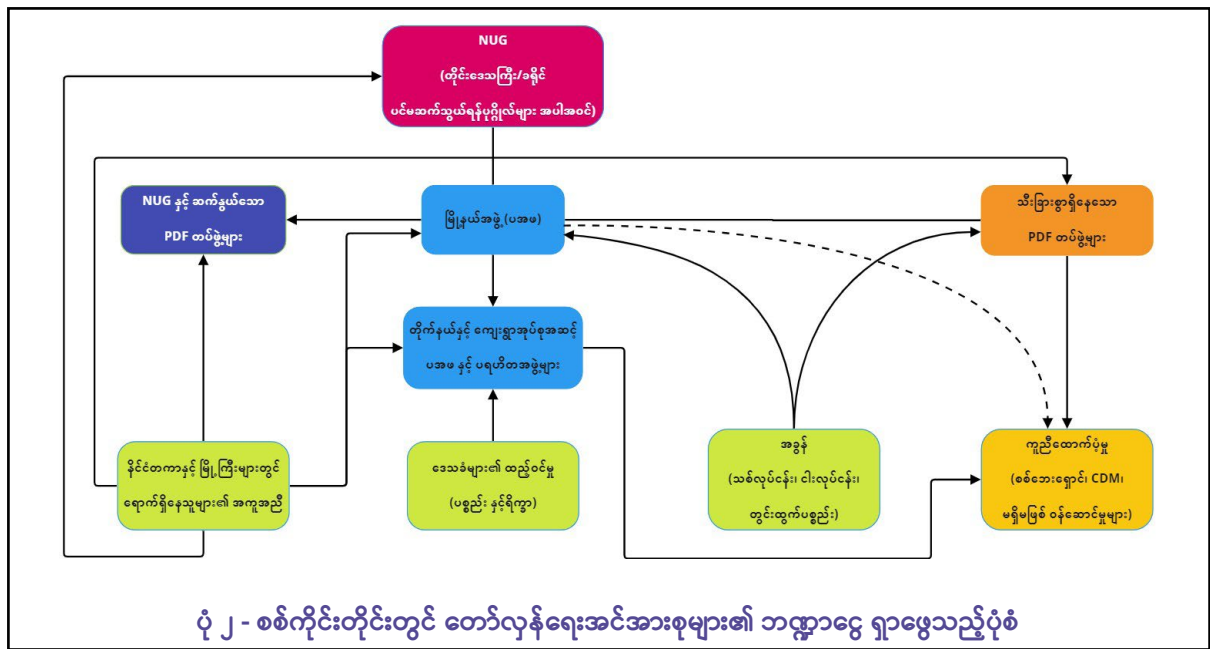 NUG
(တိုင်းဒေသကြီး/ခရိုင်
ပင်မဆက်သွယ်ရန်ပုဂ္ဂိုလ်များ အပါအဝင်)
NUG နှင့် ဆက်နွယ်သော
PDF တပ်ဖွဲ့များ
မြို့နယ်အဖွဲ့ (ပအဖ)
သီးခြားစွာရှိနေသော
PDF တပ်ဖွဲ့များ
တိုက်နယ်နှင့် ကျေးရွာအုပ်စုအဆင့်
ပအဖ နှင့် ပရဟိတအဖွဲ့များ
နိုင်ငံတကာနှင့် မြို့ကြီးများတွင်
ရောက်ရှိနေသူများ၏ အကူအညီ
ဒေသခံများ၏ ထည့်ဝင်မှု
(ပစ္စည်း နှင့်ရိက္ခာ)
အခွန်
(သစ်လုပ်ငန်း၊ ငါးလုပ်ငန်း၊
တွင်းထွက်ပစ္စည်း)
ကူညီထောက်ပံ့မှု
(စစ်ဘေးရှောင်၊ CDM၊
မရှိမဖြစ် ဝန်ဆောင်မှုများ)
ပုံ ၂ - စစ်ကိုင်းတိုင်းတွင် တော်လှန်ရေးအင်အားစုများ၏ ဘဏ္ဍာငွေ ရှာဖွေသည့်ပုံစံ